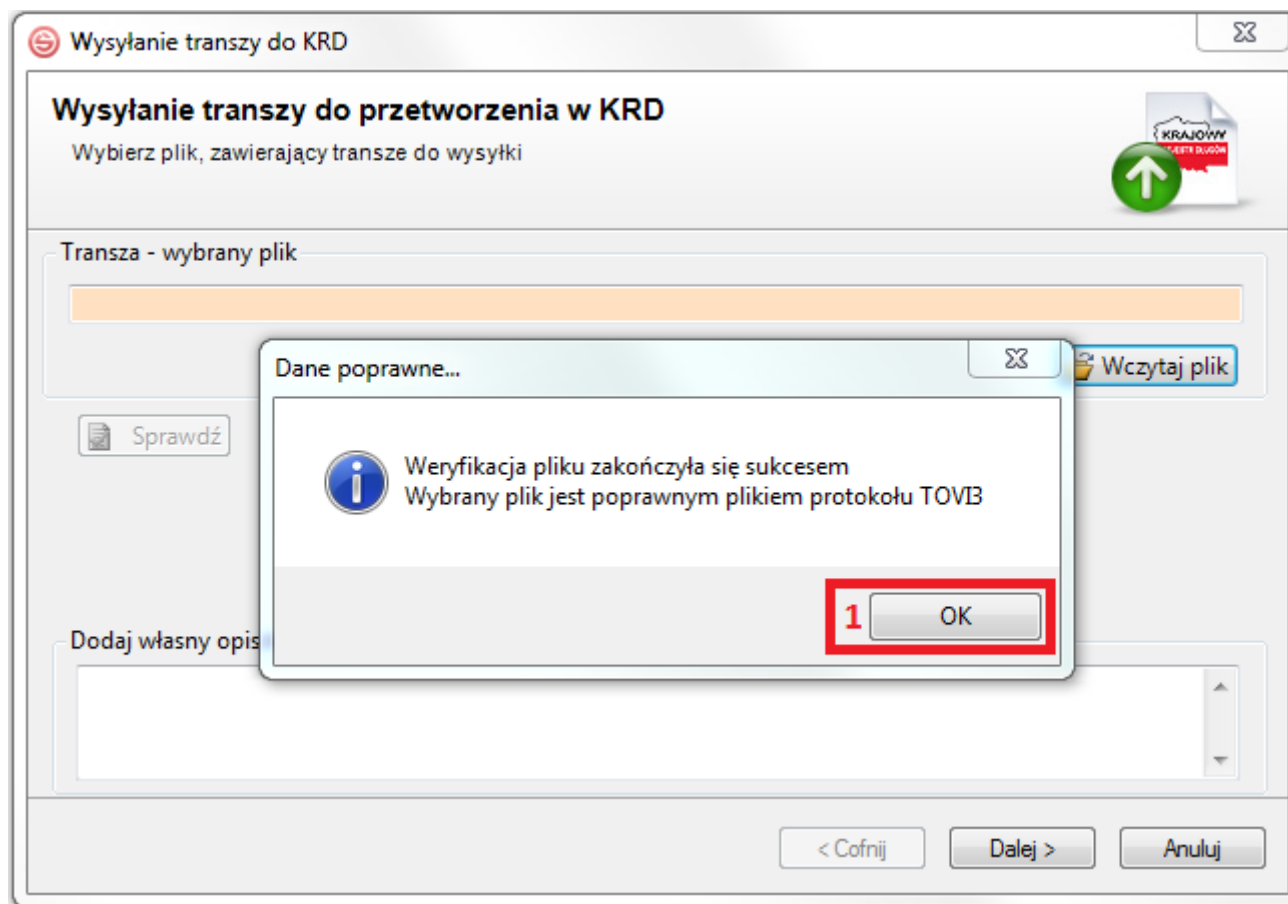 Wysyłanie transzy do KRD
Wysyłanie transzy do przetworzenia w KRD
Wybierz plik, zawierający transze do wysyłki
KRAJOWY
Transza - wybrany plik
Wczytaj plik
Sprawdź
Dane poprawne...
Weryfikacja pliku zakończyła się sukcesem
Wybrany plik jest poprawnym plikiem protokołu TOVI3
1 OK
Dodaj własny opis
< Cofnij Dalej > Anuluj